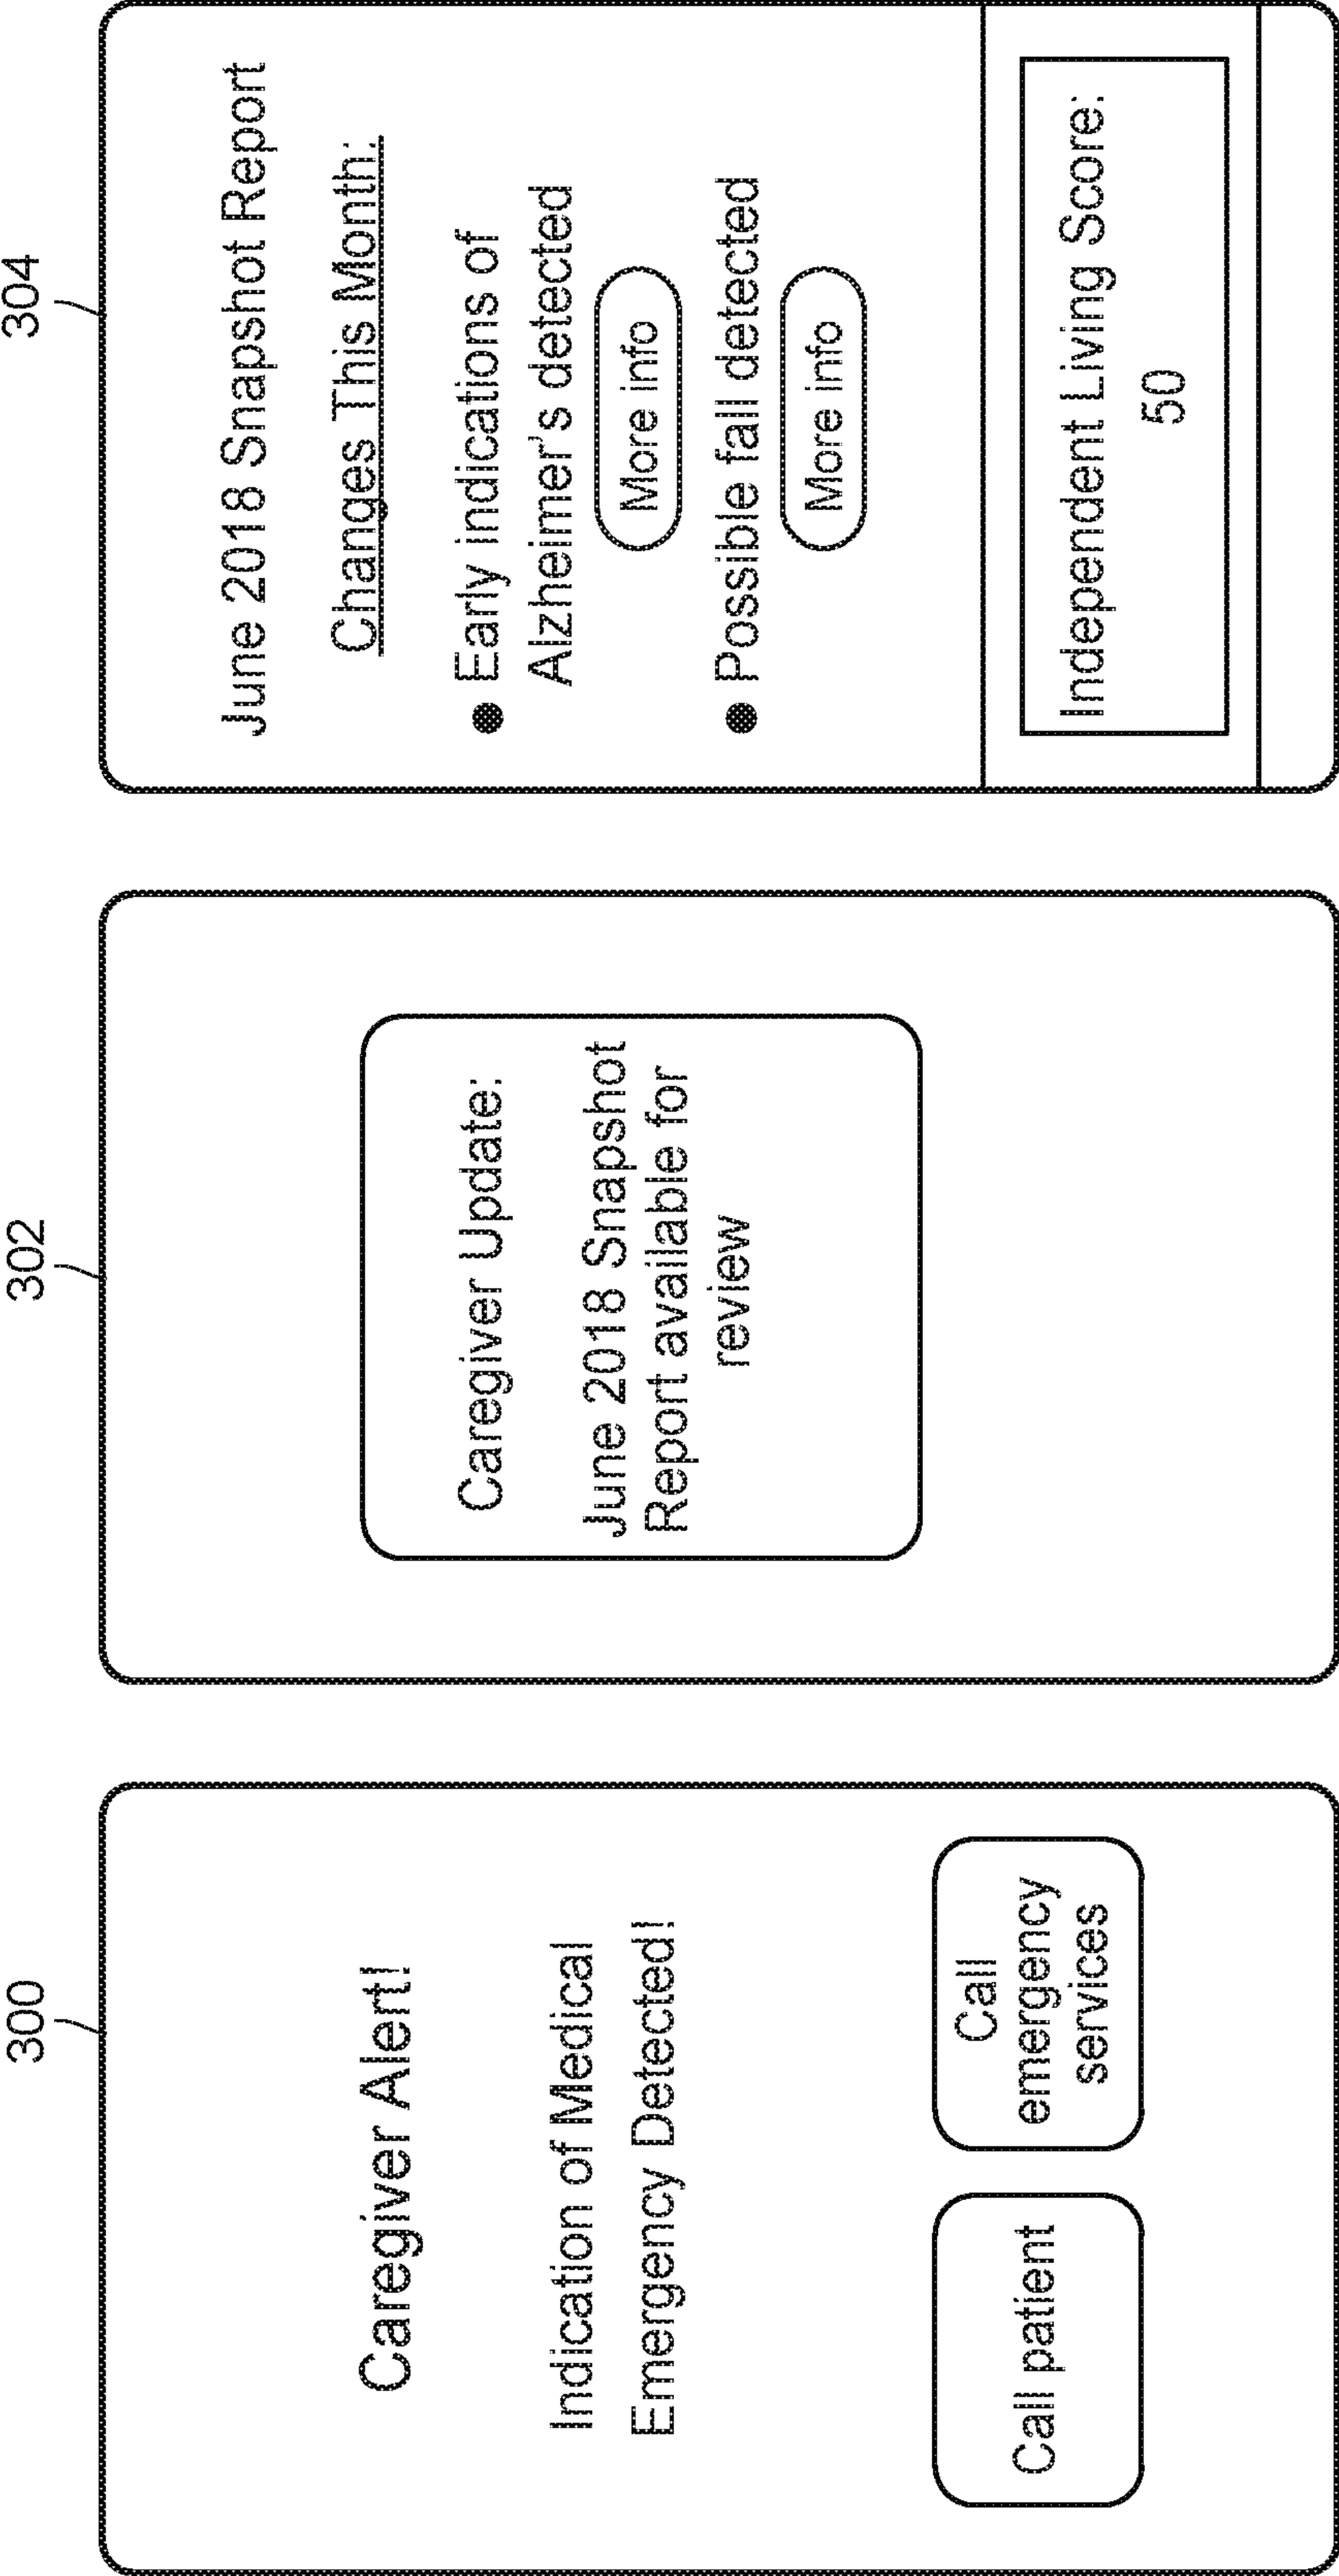 300
Caregiver Alert!
Indication of Medical
Emergency Detected!
Call patient
Call
emergency
services
302
Caregiver Update:
June 2018 Snapshot
Report available for
review
304
June 2018 Snapshot Report
Changes This Month:
● Early indications of
Alzheimer's detected
More info
● Possible fall detected
More info
Independent Living Score:
50